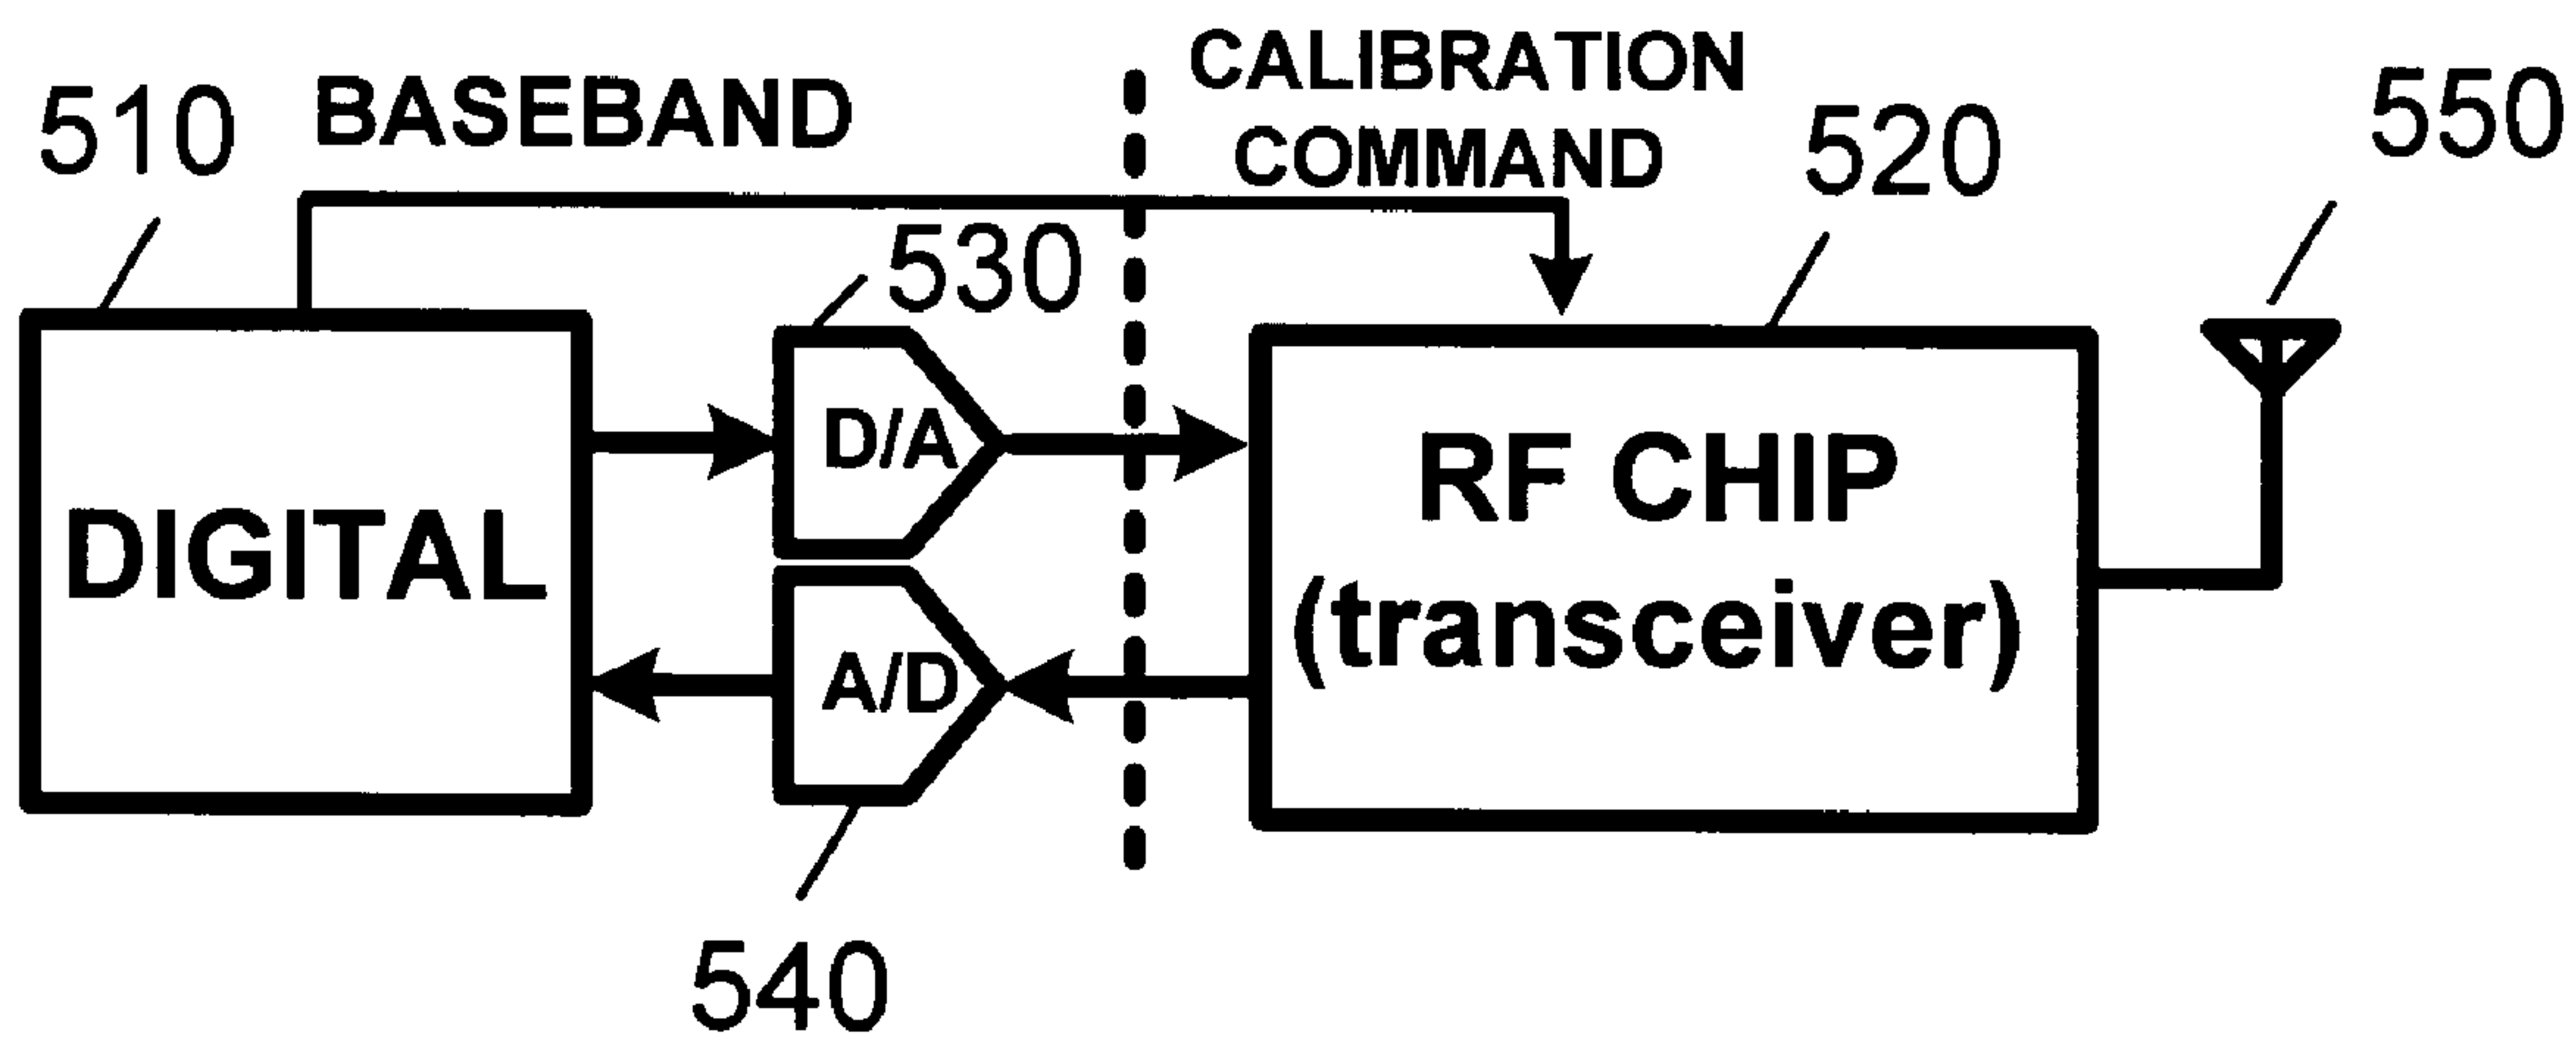 BASEBAND
CALIBRATION
COMMAND
510
520
550
530
D/A
DIGITAL
RF CHIP
(transceiver)
A/D
540